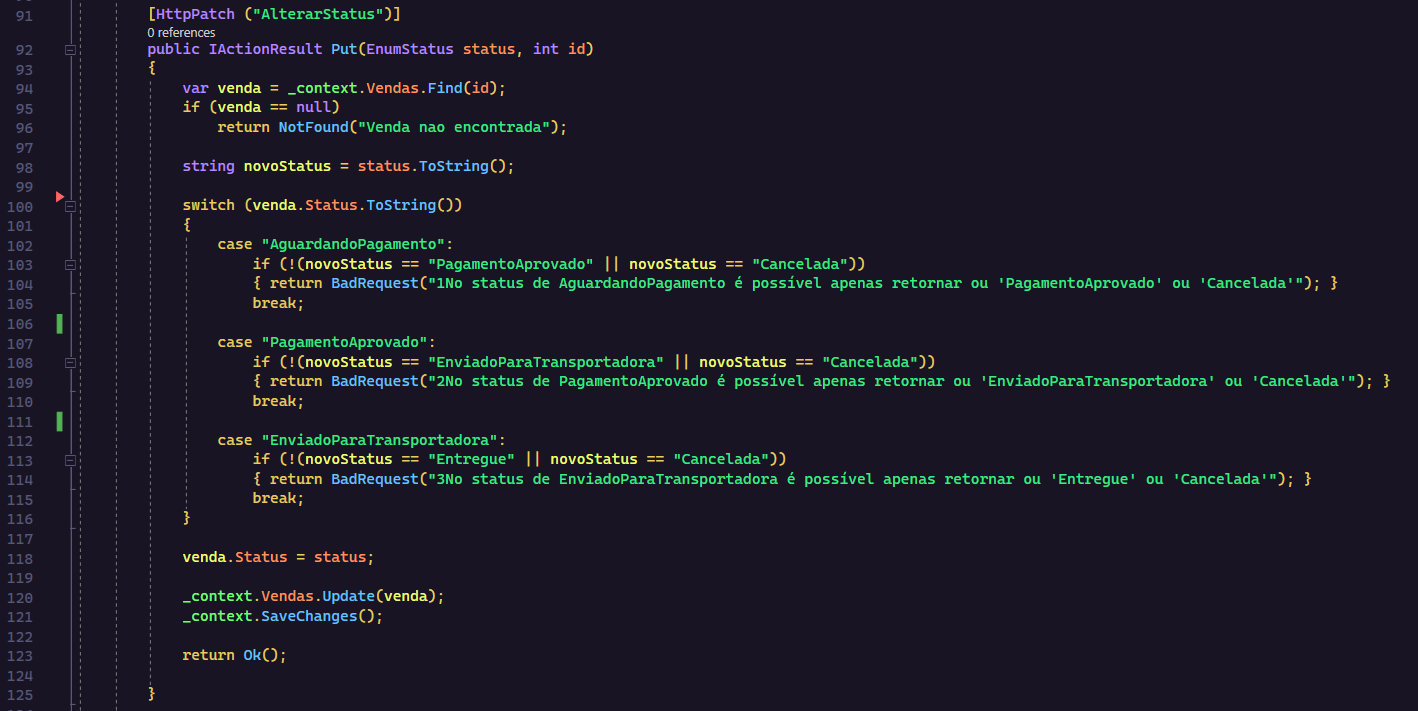 91 [HttpPatch ("AlterarStatus")]
0 references
92 public IActionResult Put(EnumStatus status, int id)
93 {
94 var venda = _context.Vendas.Find(id);
95 if (venda == null)
96 return NotFound("Venda nao encontrada");
97
98 string novoStatus = status.ToString();
99
100 switch (venda.Status.ToString())
101 {
102 case "AguardandoPagamento":
103 if (!(novoStatus == "PagamentoAprovado" || novoStatus == "Cancelada"))
104 { return BadRequest("1No status de AguardandoPagamento é possível apenas retornar ou 'PagamentoAprovado' ou 'Cancelada'"); }
105 break;
106
107 case "PagamentoAprovado":
108 if (!(novoStatus == "EnviadoParaTransportadora" || novoStatus == "Cancelada"))
109 { return BadRequest("2No status de PagamentoAprovado é possível apenas retornar ou 'EnviadoParaTransportadora' ou 'Cancelada'"); }
110 break;
111
112 case "EnviadoParaTransportadora":
113 if (!(novoStatus == "Entregue" || novoStatus == "Cancelada"))
114 { return BadRequest("3No status de EnviadoParaTransportadora é possível apenas retornar ou 'Entregue' ou 'Cancelada'"); }
115 break;
116 }
117
118 venda.Status = status;
119
120 _context.Vendas.Update(venda);
121 _context.SaveChanges();
122
123 return Ok();
124
125 }